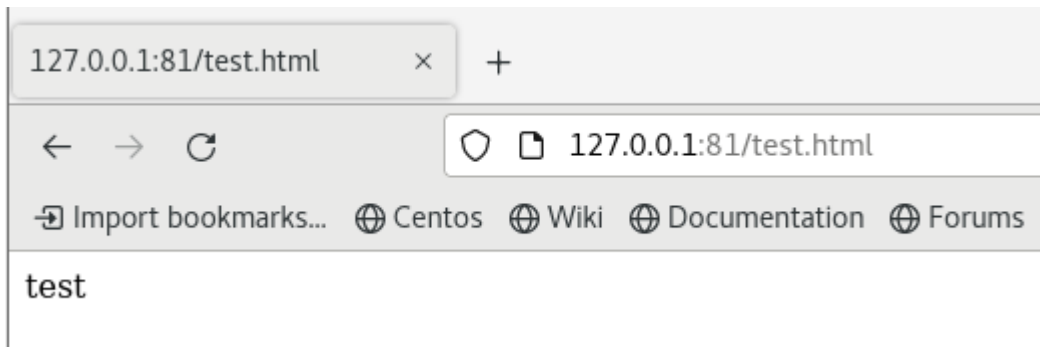 127.0.0.1:81/test.html
127.0.0.1:81/test.html
Import bookmarks... Centos Wiki Documentation Forums
test